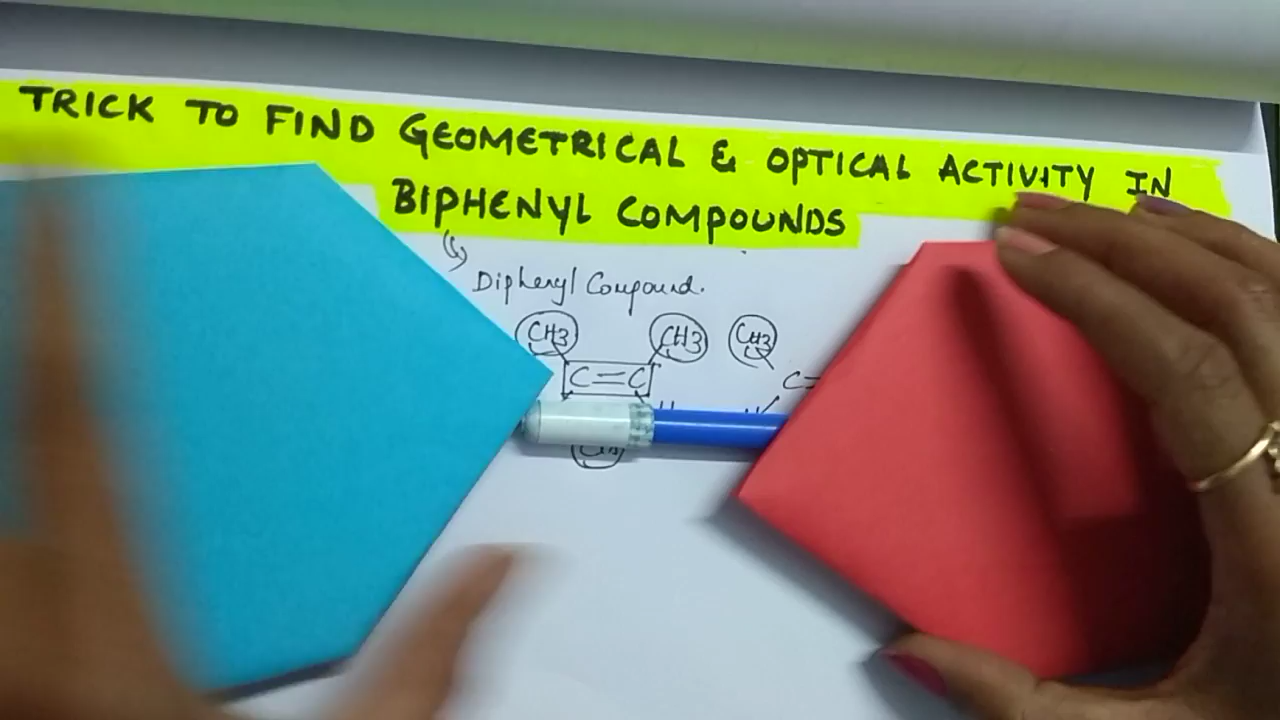 TRICK TO FIND GEOMETRICAL & OPTICAL ACTIVITY IN
BIPHENYL COMPOUNDS
Diphenyl Compound.
CH3 CH3 CH3
C=C C=